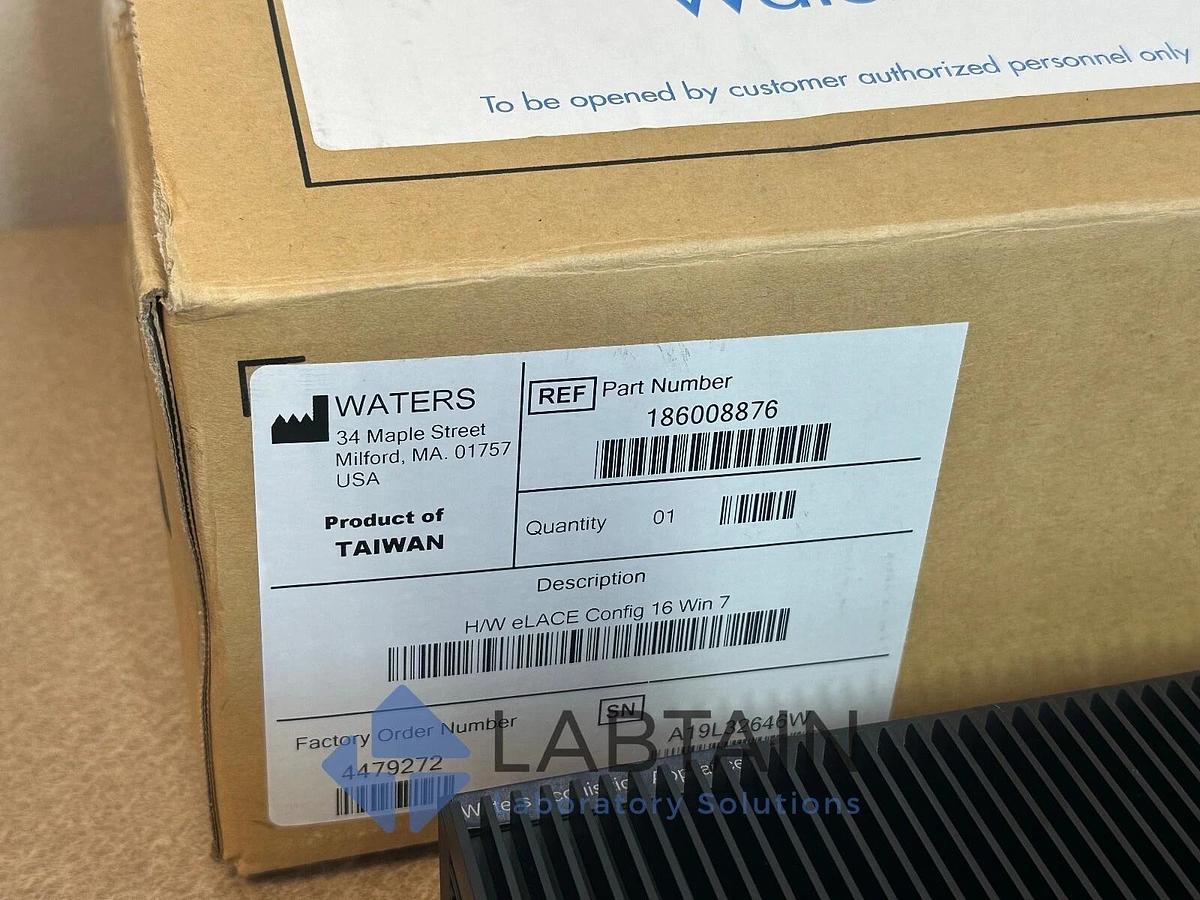 To be opened by customer authorized personnel only
WATERS
34 Maple Street
Milford, MA. 01757
USA
Product of
TAIWAN
REF Part Number
186008876
Quantity 01
Description
H/W eLACE Config 16 Win 7
Factory Order Number
4479272
SN
A19L32646W
LABTAIN
Laboratory Solutions